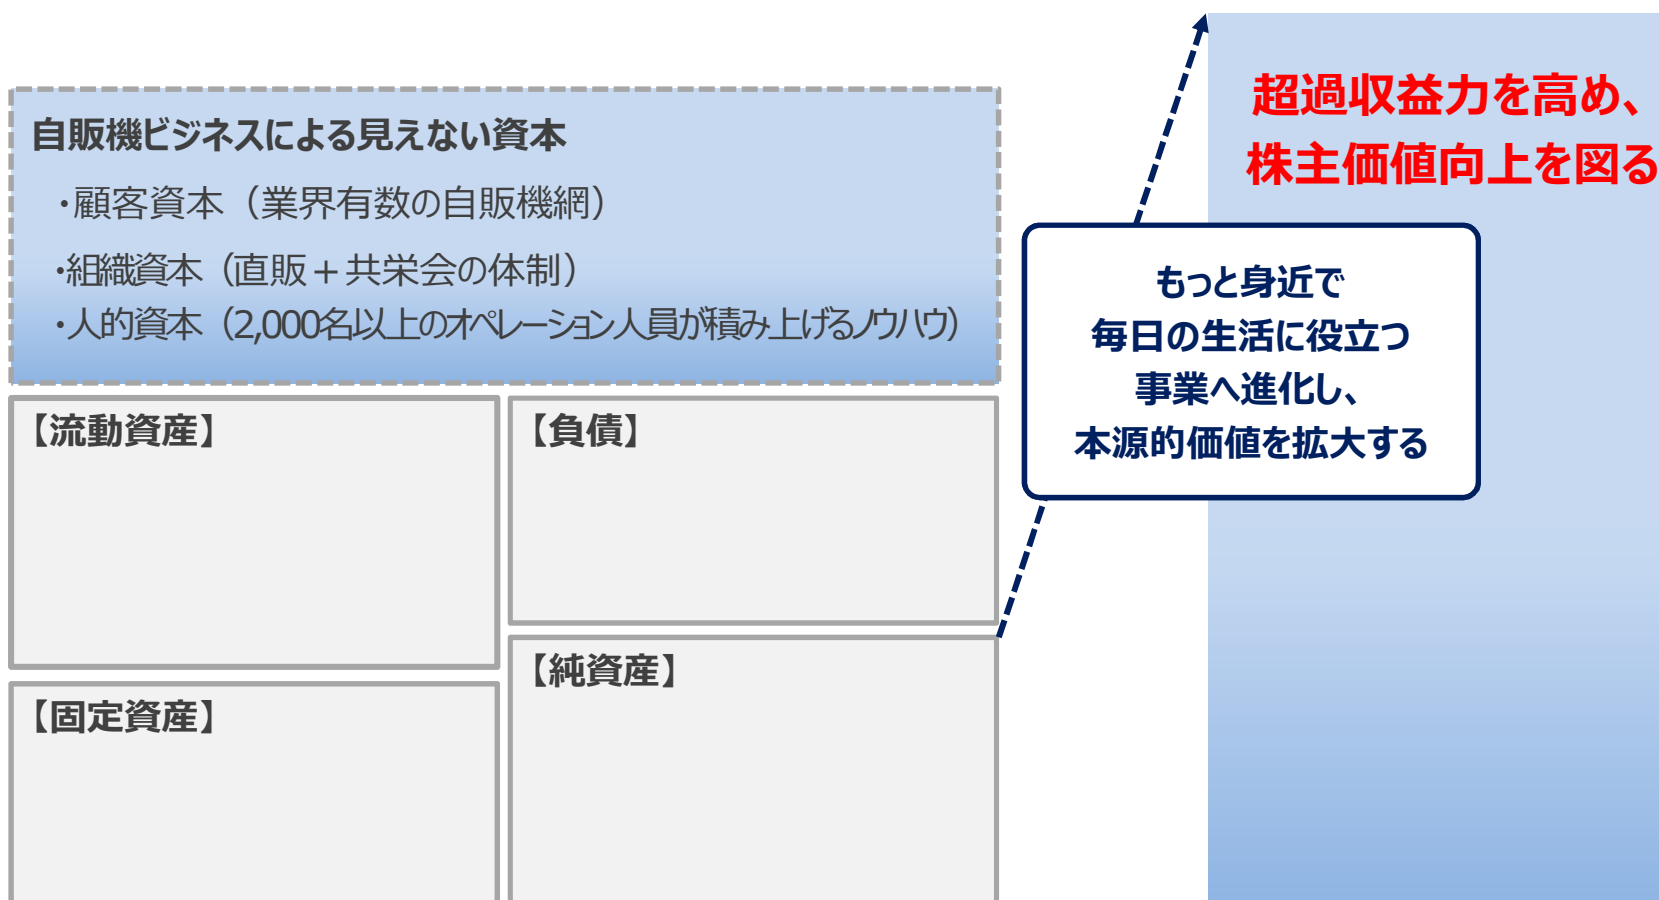 自販機ビジネスによる見えない資本
・顧客資本（業界有数の自販機網）
・組織資本（直販+共栄会の体制）
・人的資本（2,000名以上のオペレーション人員が積み上げるノウハウ）
【流動資産】
【負債】
【純資産】
【固定資産】
もっと身近で
毎日の生活に役立つ
事業へ進化し、
本源的価値を拡大する
超過収益力を高め、
株主価値向上を図る